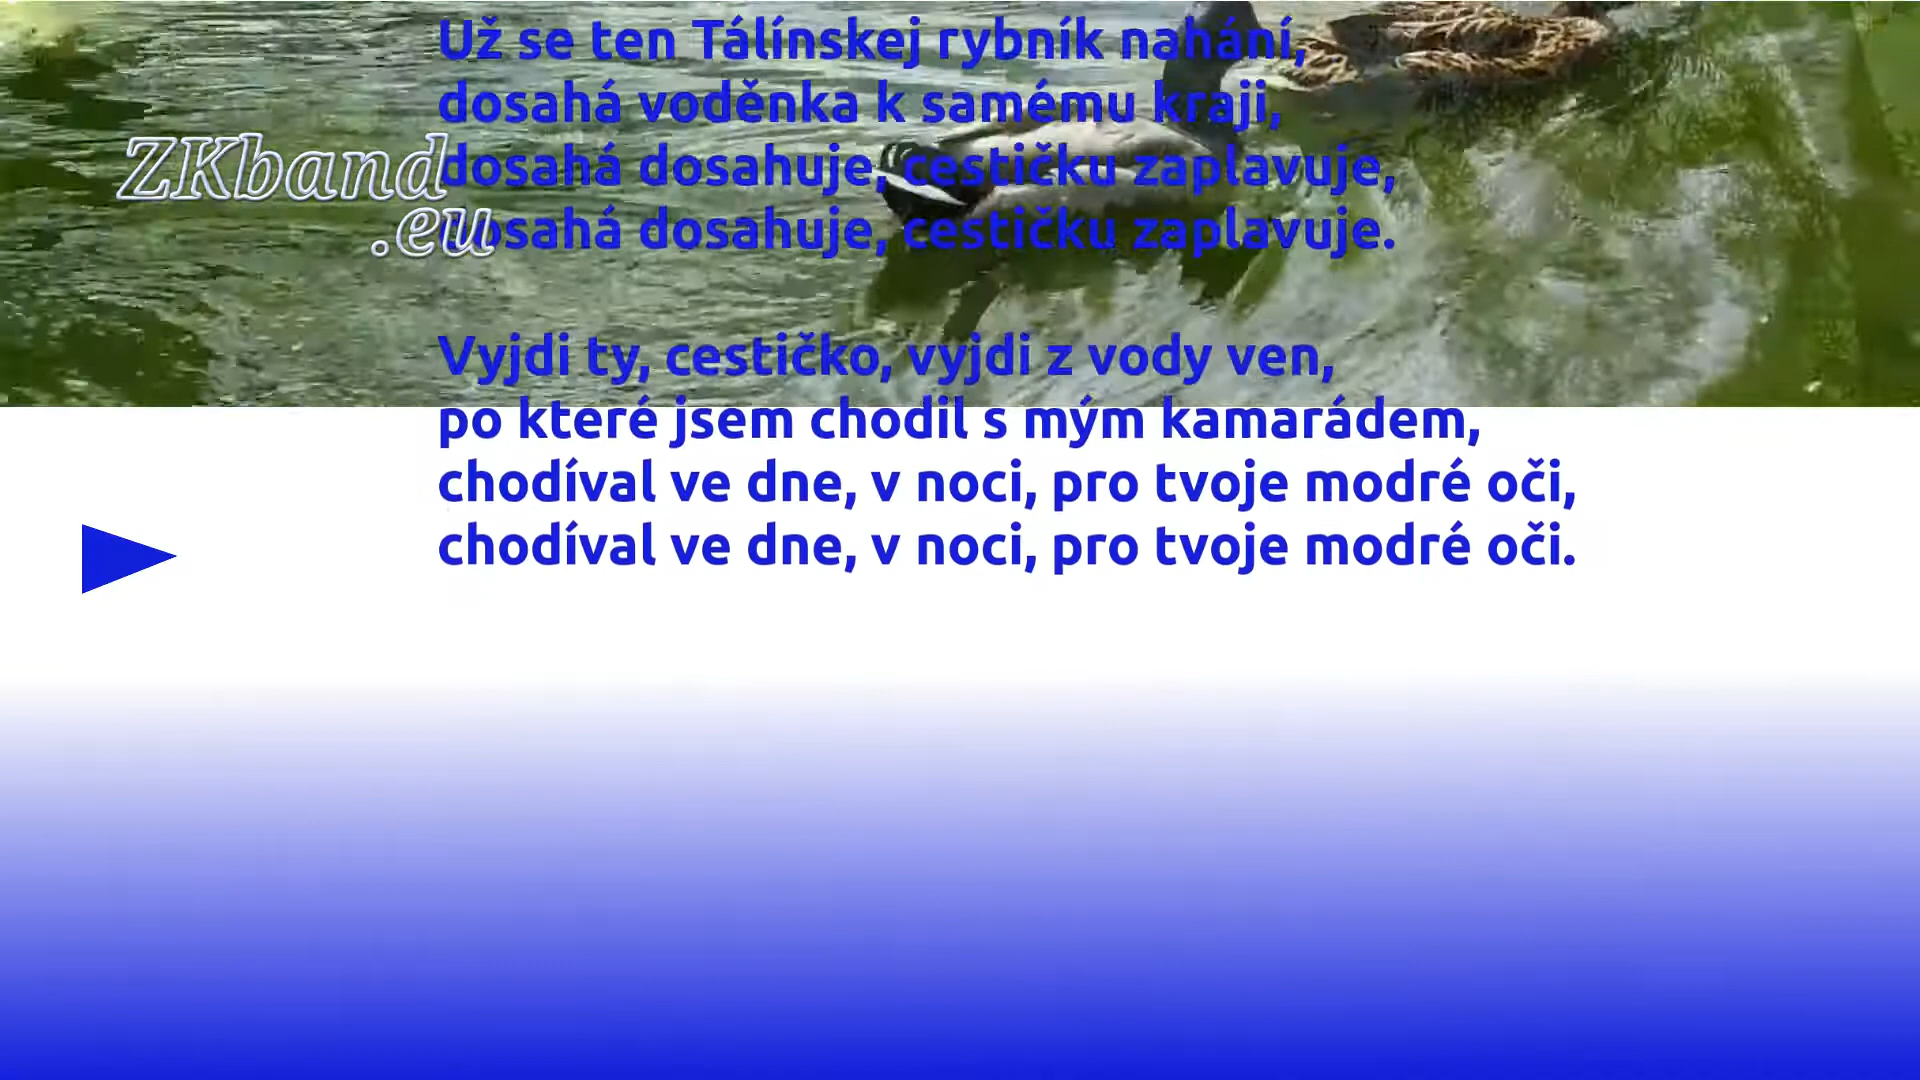 Už se ten Tálínskej rybník nahání,
dosahá voděnka k samému kraji,
dosahá dosahuje, cestičku zaplavuje,
dosahá dosahuje, cestičku zaplavuje.
ZKband
.eu
Vyjdi ty, cestičko, vyjdi z vody ven,
po které jsem chodil s mým kamarádem,
chodíval ve dne, v noci, pro tvoje modré oči,
chodíval ve dne, v noci, pro tvoje modré oči.